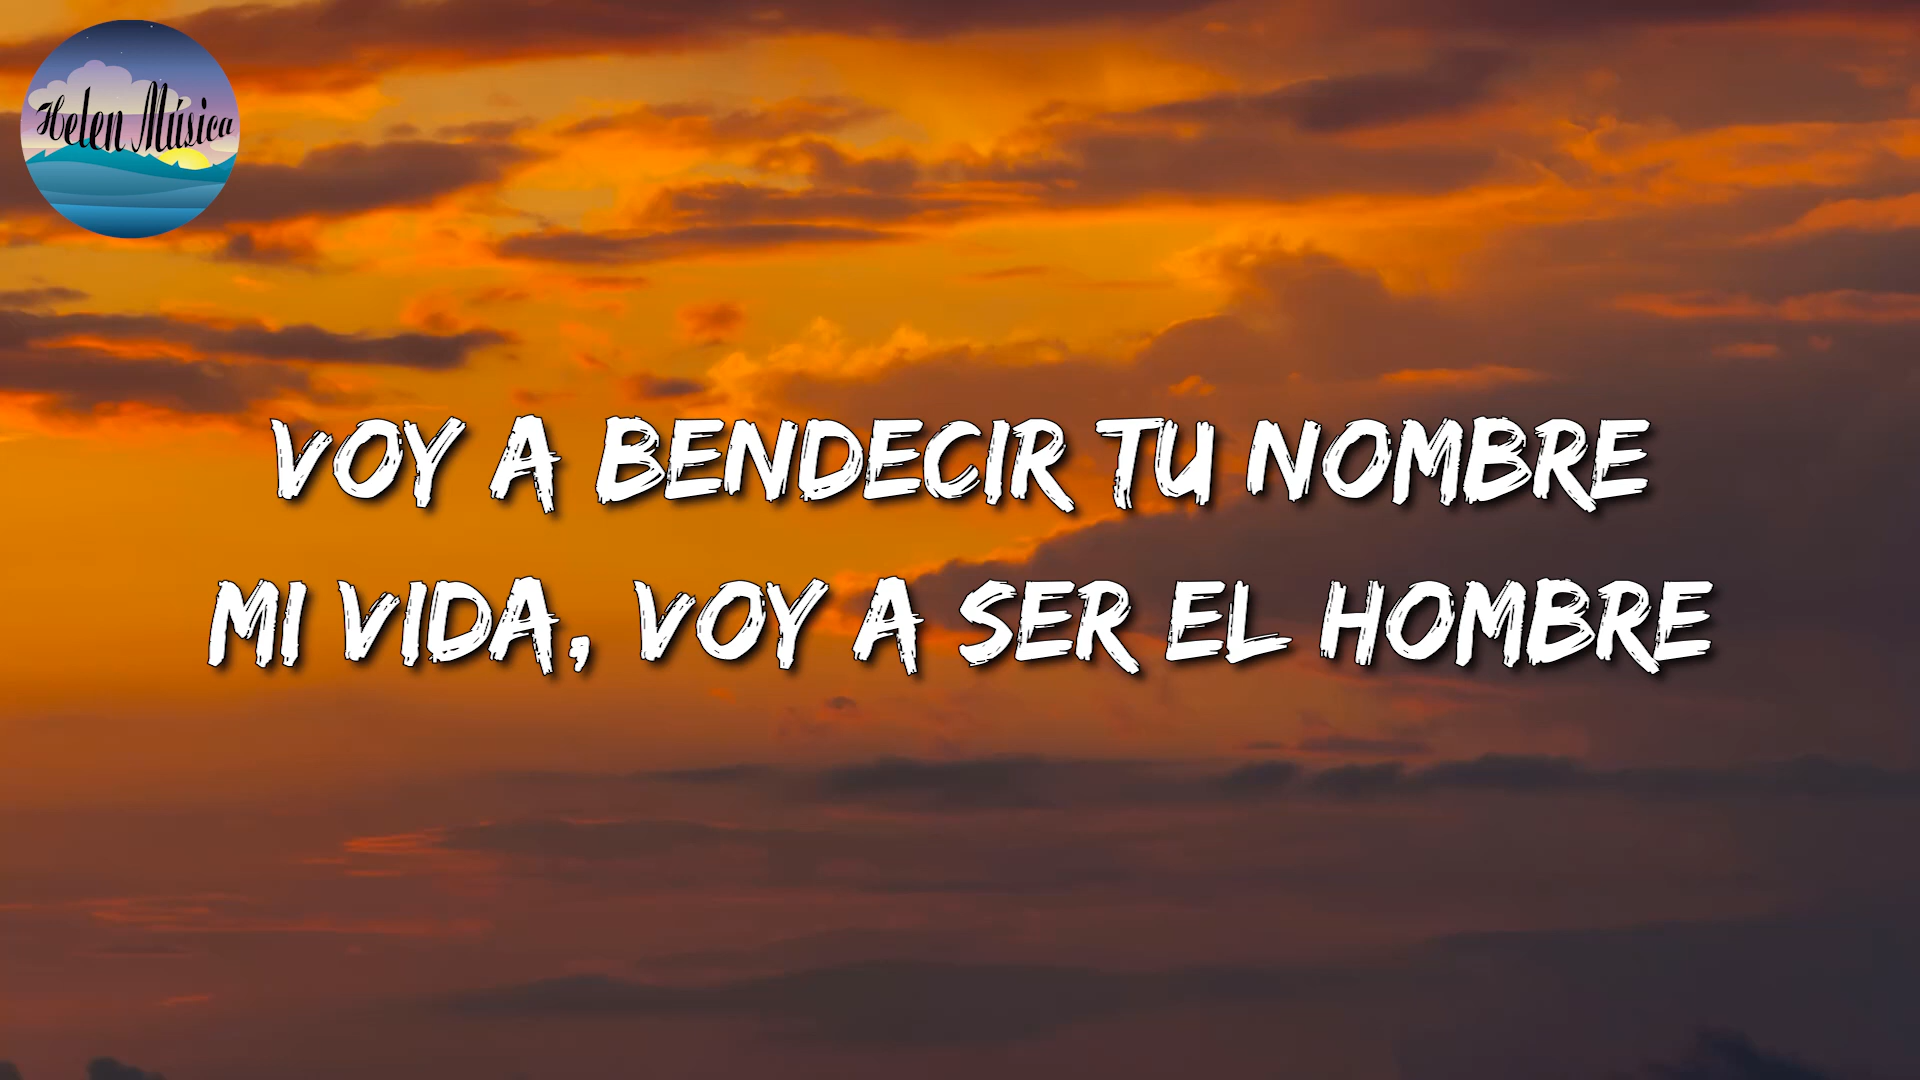 Helen Música
VOY A BENDECIR TU NOMBRE
MI VIDA, VOY A SER EL HOMBRE